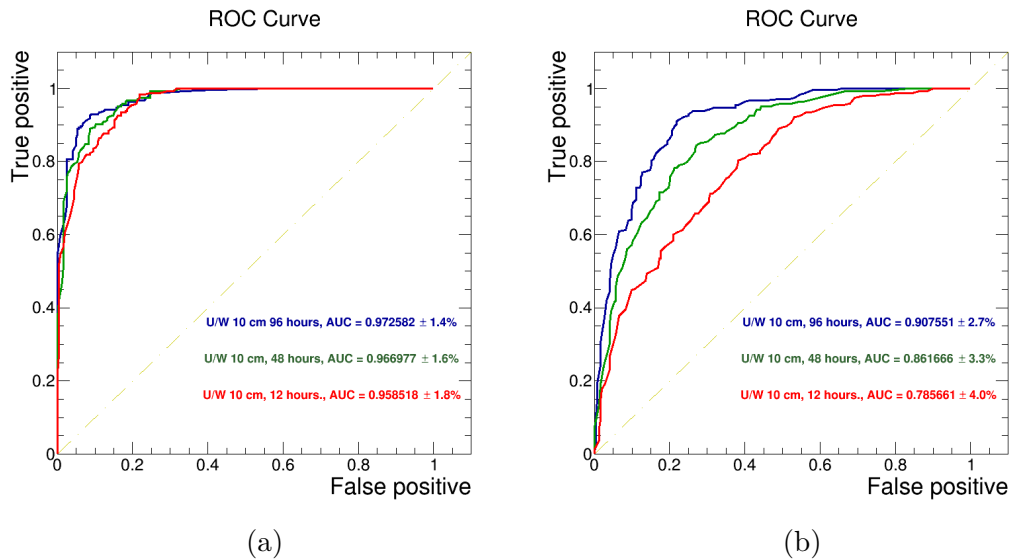 ROC Curve
True positive
1
0.8
0.6
0.4
0.2
0
U/W 10 cm 96 hours, AUC = 0.972582 ± 1.4%
U/W 10 cm, 48 hours, AUC = 0.966977 ± 1.6%
U/W 10 cm, 12 hours., AUC = 0.958518 ± 1.8%
0 0.2 0.4 0.6 0.8 1
False positive
(a)
ROC Curve
True positive
1
0.8
0.6
0.4
0.2
0
U/W 10 cm, 96 hours, AUC = 0.907551 ± 2.7%
U/W 10 cm, 48 hours, AUC = 0.861666 ± 3.3%
U/W 10 cm, 12 hours., AUC = 0.785661 ± 4.0%
0 0.2 0.4 0.6 0.8 1
False positive
(b)